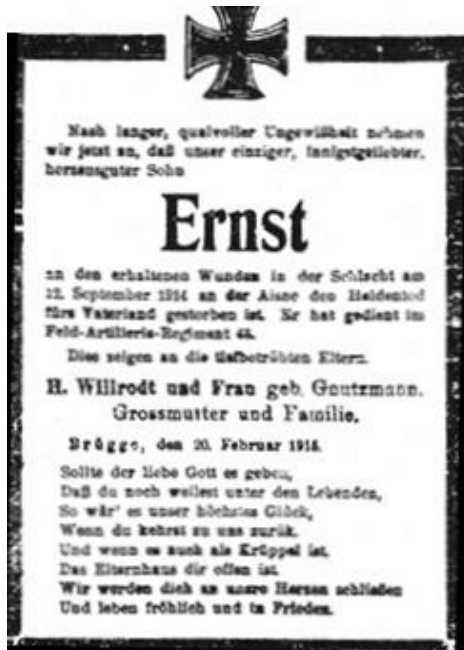 Nach langer, qualvoller Ungewißheit nehmen
wir jetzt an, daß unser einziger, innigstgeliebter,
herzensguter Sohn
Ernst
an den erhaltenen Wunden in der Schlacht am
12. September 1914 an der Aisne den Heldentod
fürs Vaterland gestorben ist. Er hat gedient im
Feld-Artillerie-Regiment
Dies zeigen an die tiefbetrübten Eltern.
H. Willrodt und Frau geb.
Grossmutter und Familie.
Brügge, den 20. Februar 1915.
Sollte der liebe Gott es geben,
Daß du noch weilest unter den Lebenden,
So wär' es unser höchstes Glück,
Wenn du kehrst zu uns zurük.
Und wenn es auch als Krüppel ist,
Das Elternhaus dir offen ist.
Wir werden dich an unsre Herzen schließen
Und leben fröhlich und in Frieden.